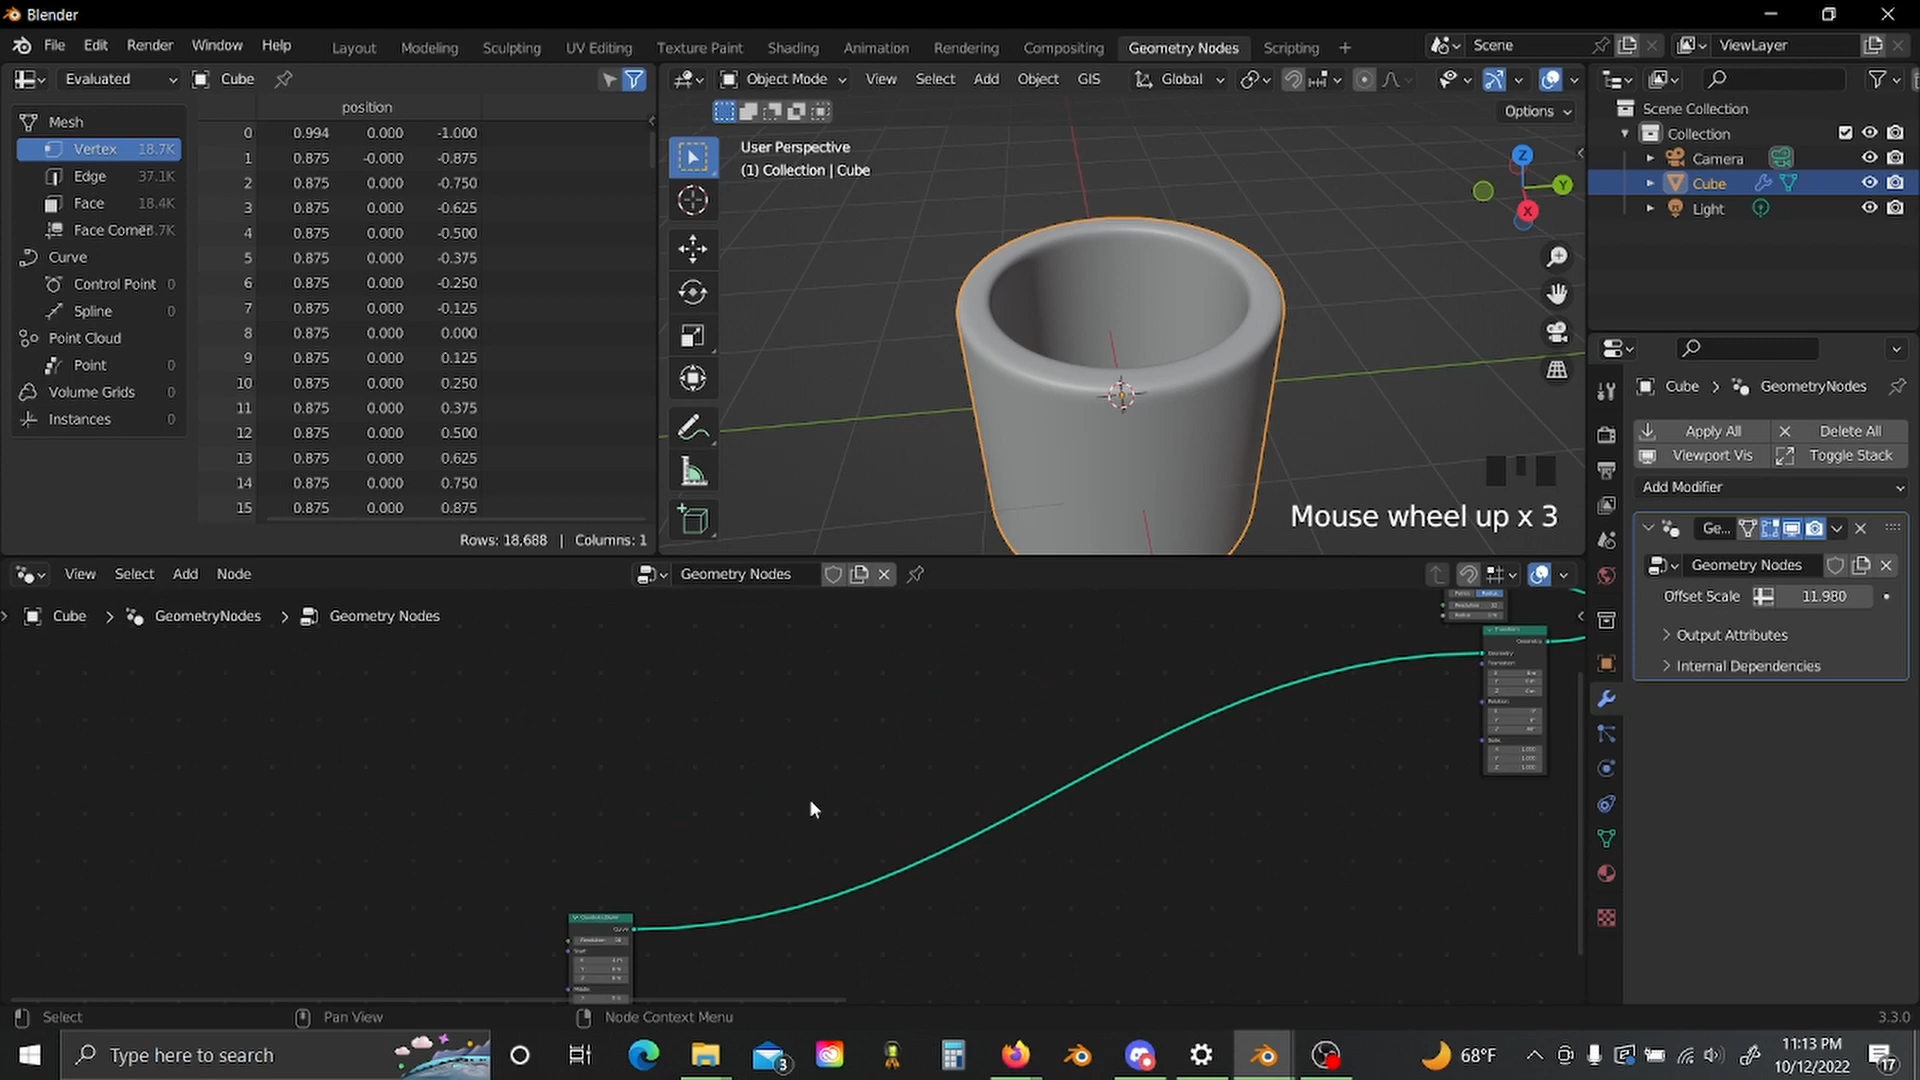 Blender
File Edit Render Window Help
Layout Modeling Sculpting UV Editing Texture Paint Shading Animation Rendering Compositing Geometry Nodes Scripting +
Scene
ViewLayer
Evaluated
Cube
Object Mode View Select Add Object GIS Global
Options
position
Mesh
Vertex 18.7K
Edge 37.1K
Face 18.4K
Curve
Control Point 0
Spline 0
Point Cloud
Point 0
Volume Grids 0
Instances 0
0 0.994 0.000 -1.000
1 0.875 -0.000 -0.875
2 0.875 0.000 -0.750
3 0.875 0.000 -0.625
4 0.875 0.000 -0.500
5 0.875 0.000 -0.375
6 0.875 0.000 -0.250
7 0.875 0.000 -0.125
8 0.875 0.000 0.000
9 0.875 0.000 0.125
10 0.875 0.000 0.250
11 0.875 0.000 0.375
12 0.875 0.000 0.500
13 0.875 0.000 0.625
14 0.875 0.000 0.750
15 0.875 0.000 0.875
Rows: 18,688 | Columns: 1
User Perspective
(1) Collection | Cube
Z
Y
X
Mouse wheel up x 3
Scene Collection
Collection
Camera
Cube
Light
Cube > GeometryNodes
Apply All
Delete All
Viewport Vis
Toggle Stack
Add Modifier
Ge...
Geometry Nodes
Offset Scale 11.980
Output Attributes
Internal Dependencies
View Select Add Node
Geometry Nodes
Cube > GeometryNodes > Geometry Nodes
Select
Pan View
Node Context Menu
3.3.0
Type here to search
3
68°F
11:13 PM
10/12/2022
17